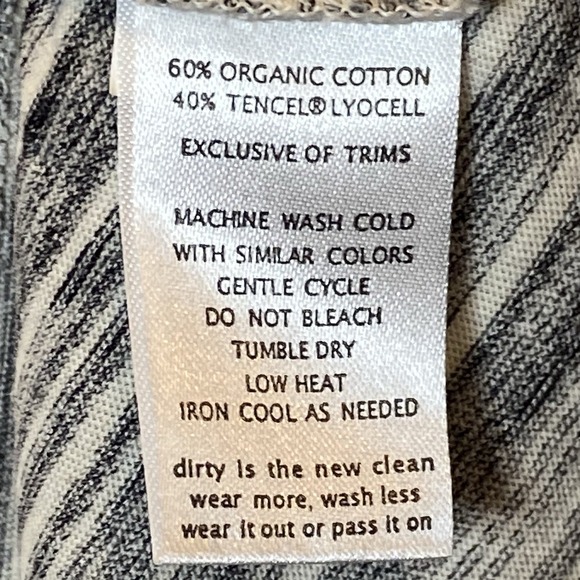 60% ORGANIC COTTON
40% TENCEL® LYOCELL
EXCLUSIVE OF TRIMS
MACHINE WASH COLD
WITH SIMILAR COLORS
GENTLE CYCLE
DO NOT BLEACH
TUMBLE DRY
LOW HEAT
IRON COOL AS NEEDED
dirty is the new clean
wear more, wash less
wear it out or pass it on